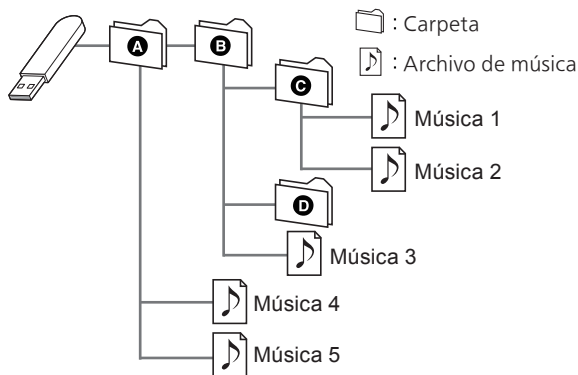 A
B
: Carpeta
: Archivo de música
C
Música 1
Música 2
D
Música 3
Música 4
Música 5